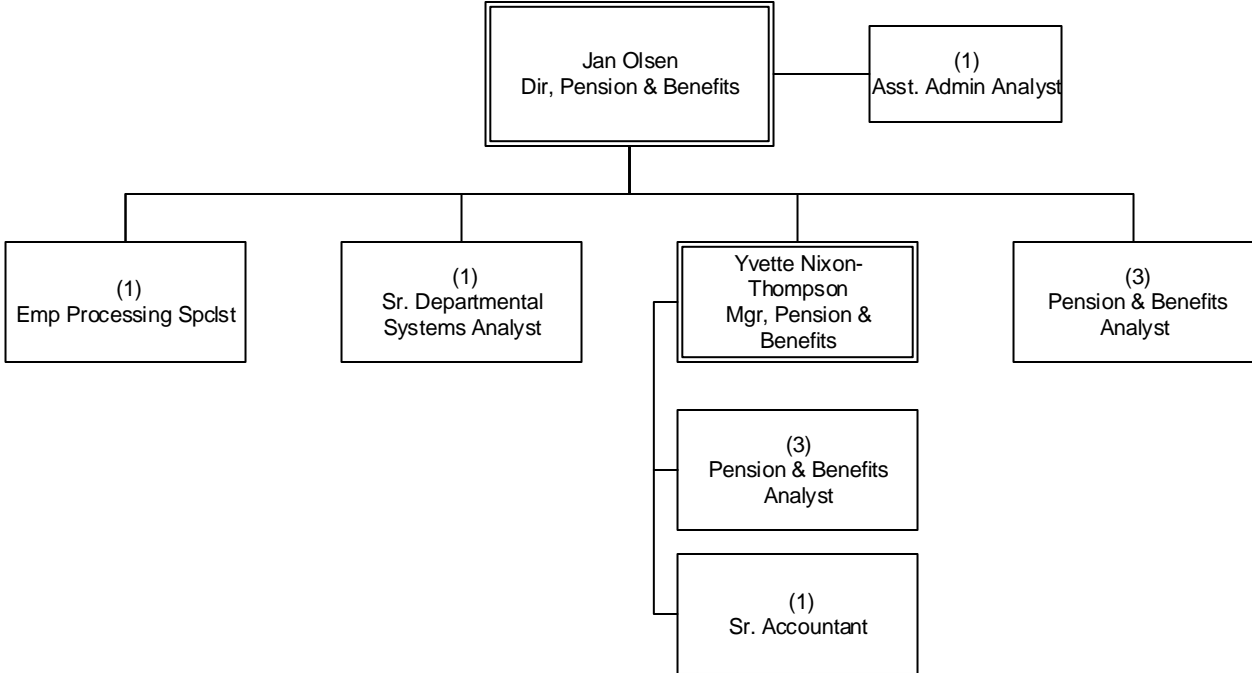 Jan Olsen
Dir, Pension & Benefits
(1)
Asst. Admin Analyst
(1)
Emp Processing Spclst
(1)
Sr. Departmental
Systems Analyst
Yvette Nixon-
Thompson
Mgr, Pension &
Benefits
(3)
Pension & Benefits
Analyst
(3)
Pension & Benefits
Analyst
(1)
Sr. Accountant